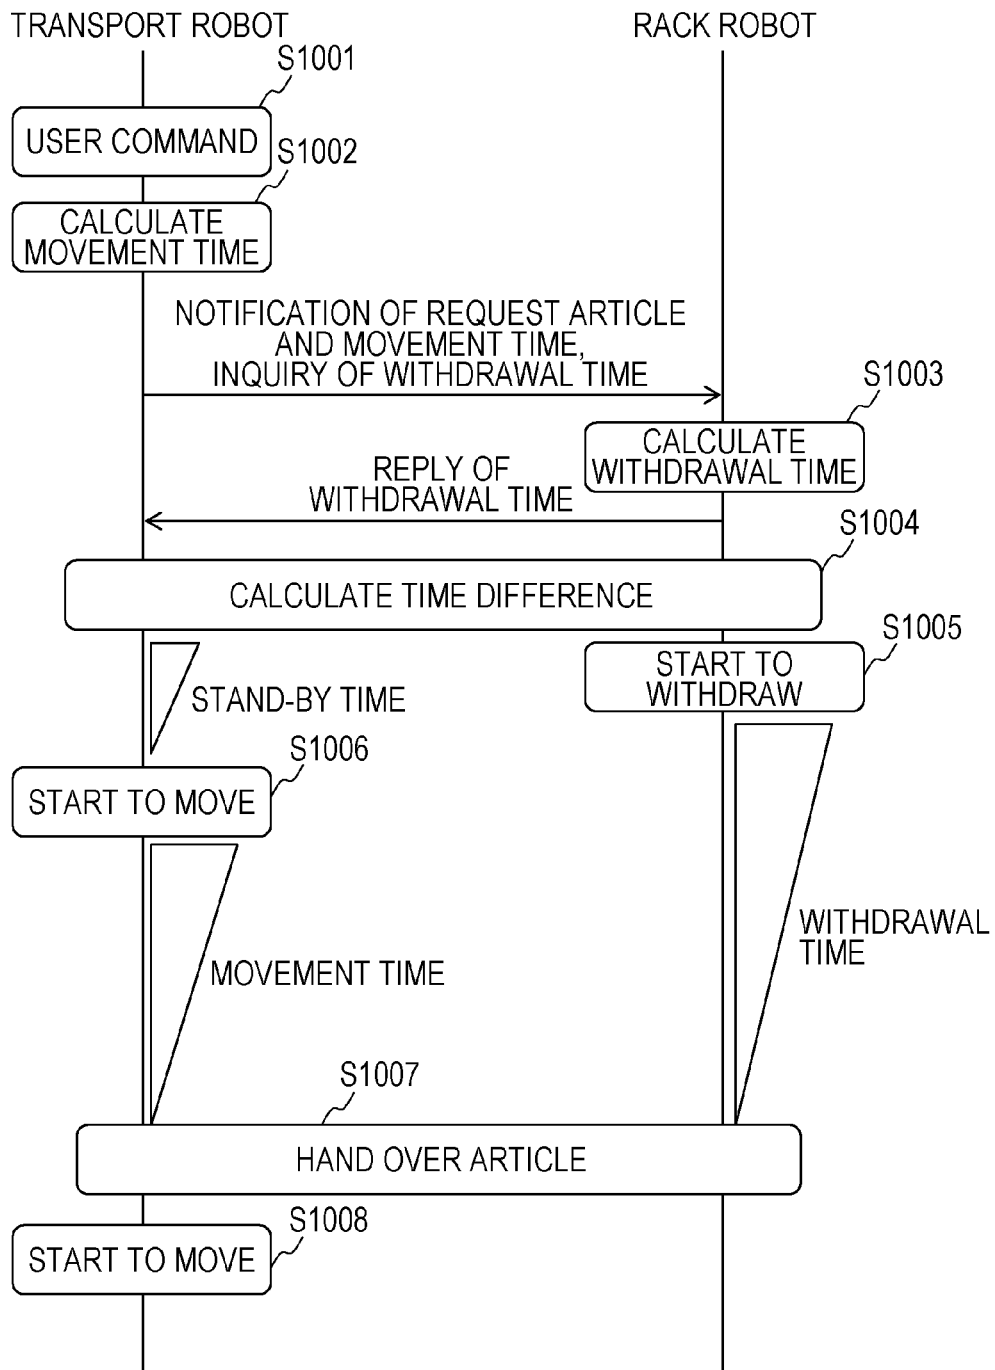 TRANSPORT ROBOT
RACK ROBOT
S1001
USER COMMAND
S1002
CALCULATE
MOVEMENT TIME
NOTIFICATION OF REQUEST ARTICLE
AND MOVEMENT TIME,
INQUIRY OF WITHDRAWAL TIME
S1003
CALCULATE
WITHDRAWAL TIME
REPLY OF
WITHDRAWAL TIME
S1004
CALCULATE TIME DIFFERENCE
S1005
START TO
WITHDRAW
STAND-BY TIME
S1006
START TO MOVE
WITHDRAWAL
TIME
MOVEMENT TIME
S1007
HAND OVER ARTICLE
S1008
START TO MOVE